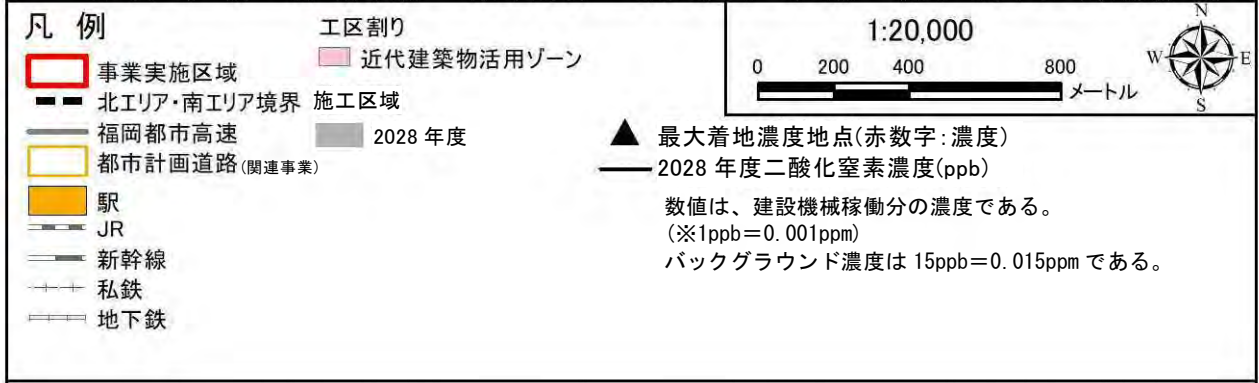 凡 例
事業実施区域
北エリア・南エリア境界
福岡都市高速
都市計画道路(関連事業)
駅
JR
新幹線
私鉄
地下鉄
工区割り
近代建築物活用ゾーン
施工区域
2028 年度
1:20,000
0 200 400 800
メートル
N
W E
S
最大着地濃度地点(赤数字:濃度)
2028 年度二酸化窒素濃度(ppb)
数値は、建設機械稼働分の濃度である。
(※1ppb=0.001ppm)
バックグラウンド濃度は 15ppb=0.015ppm である。